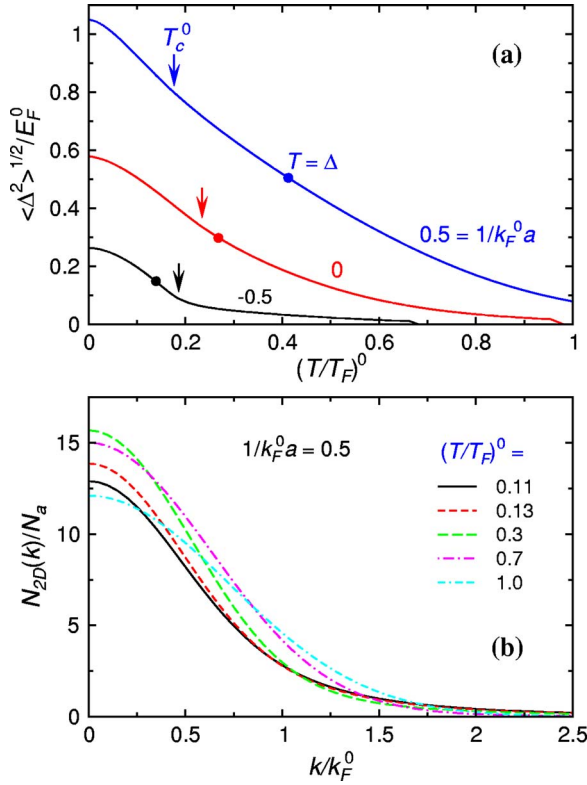 (a)
T_c^0
<Δ²>^{1/2}/E_F^0
1
0.8
0.6
0.4
0.2
0
T = Δ
0.5 = 1/k_F^0 a
0
-0.5
0 0.2 0.4 0.6 0.8 1
(T/T_F)^0
(b)
1/k_F^0 a = 0.5
(T/T_F)^0 =
0.11
0.13
0.3
0.7
1.0
N_{2D}(k)/N_a
15
10
5
0
0 0.5 1.0 1.5 2.0 2.5
k/k_F^0